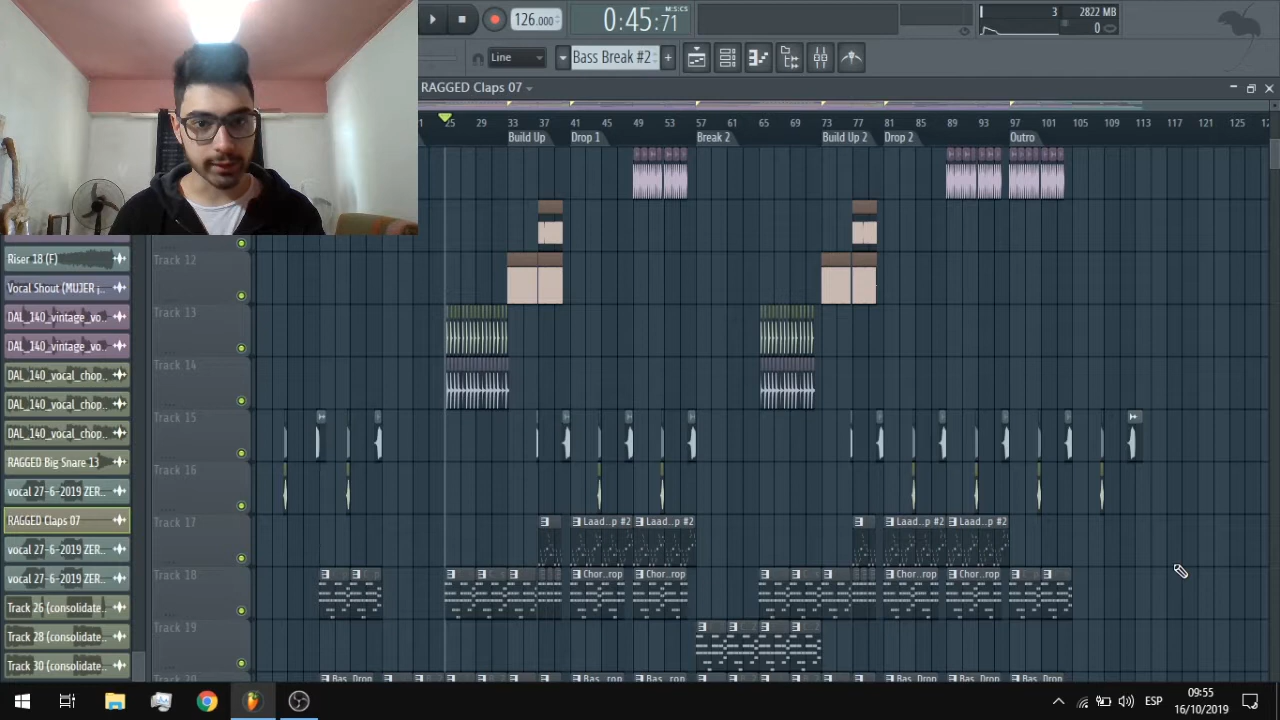 126.000
0:45:71
M:S:CS
3
2822 MB
0
Line
Bass Break #2
RAGGED Claps 07
25 29 33 37 41 45 49 53 57 61 65 69 73 77 81 85 89 93 97 101 105 109 113 117 121 125
Build Up
Drop 1
Break 2
Build Up 2
Drop 2
Outro
Riser 18 (F)
Vocal Shout (MUJER
DAL_140_vintage_vo..
DAL_140_vintage_vo..
DAL_140_vocal_chop..
DAL_140_vocal_chop..
DAL_140_vocal_chop..
RAGGED Big Snare 13
vocal 27-6-2019 ZER..
RAGGED Claps 07
vocal 27-6-2019 ZER..
vocal 27-6-2019 ZER..
Track 26 (consolidate..
Track 28 (consolidate..
Track 30 (consolidate..
Track 12
Track 13
Track 14
Track 15
Track 16
Track 17
Laad..p #2 Laad..p #2 Laad..p #2 Laad..p #2
Track 18
Chor..rop Chor..rop Chor..rop Chor..rop
Track 19
Bas_Drop Bas_rop Bas_rop Bas_Drop Bas_Drop
ESP
09:55
16/10/2019